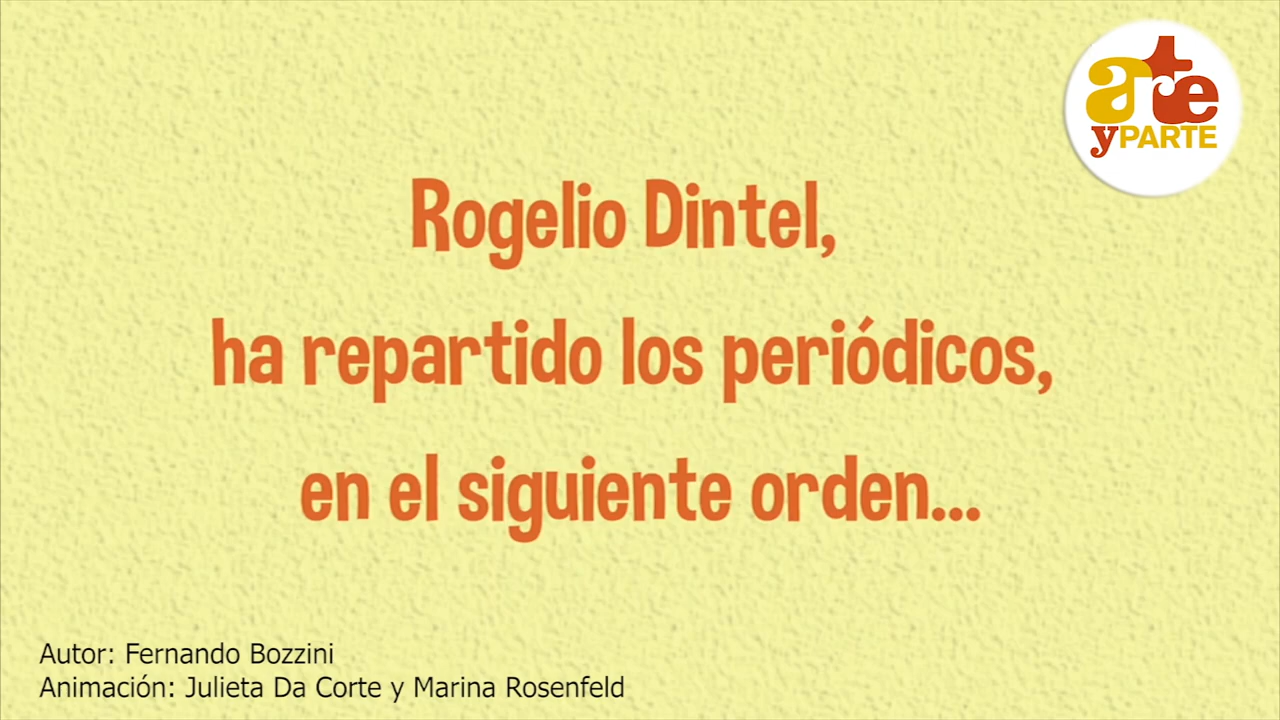 arte
y PARTE
Rogelio Dintel,
ha repartido los periódicos,
en el siguiente orden...
Autor: Fernando Bozzini
Animación: Julieta Da Corte y Marina Rosenfeld